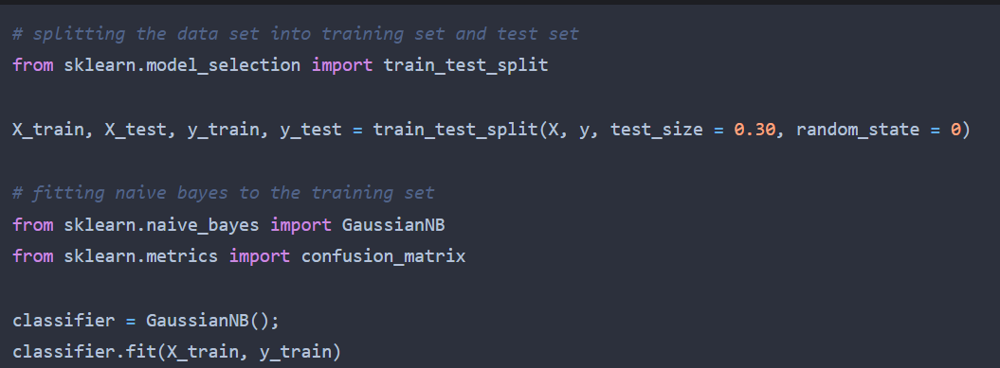 # splitting the data set into training set and test set
from sklearn.model_selection import train_test_split
X_train, X_test, y_train, y_test = train_test_split(X, y, test_size = 0.30, random_state = 0)
# fitting naive bayes to the training set
from sklearn.naive_bayes import GaussianNB
from sklearn.metrics import confusion_matrix
classifier = GaussianNB();
classifier.fit(X_train, y_train)